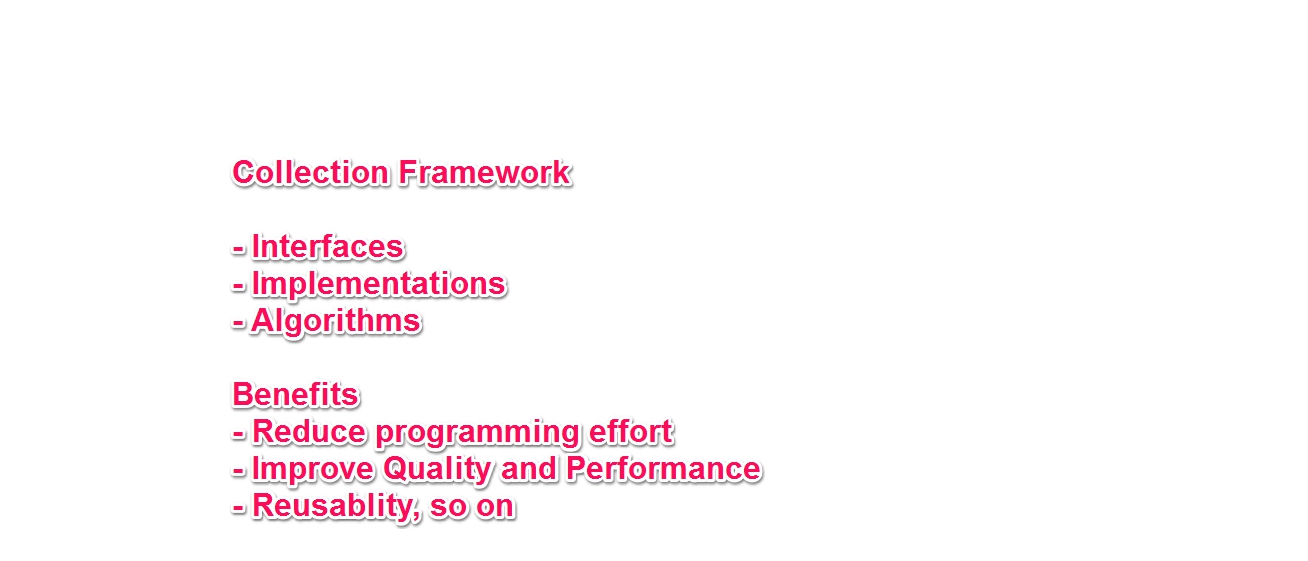 Collection Framework
- Interfaces
- Implementations
- Algorithms
Benefits
- Reduce programming effort
- Improve Quality and Performance
- Reusablity, so on